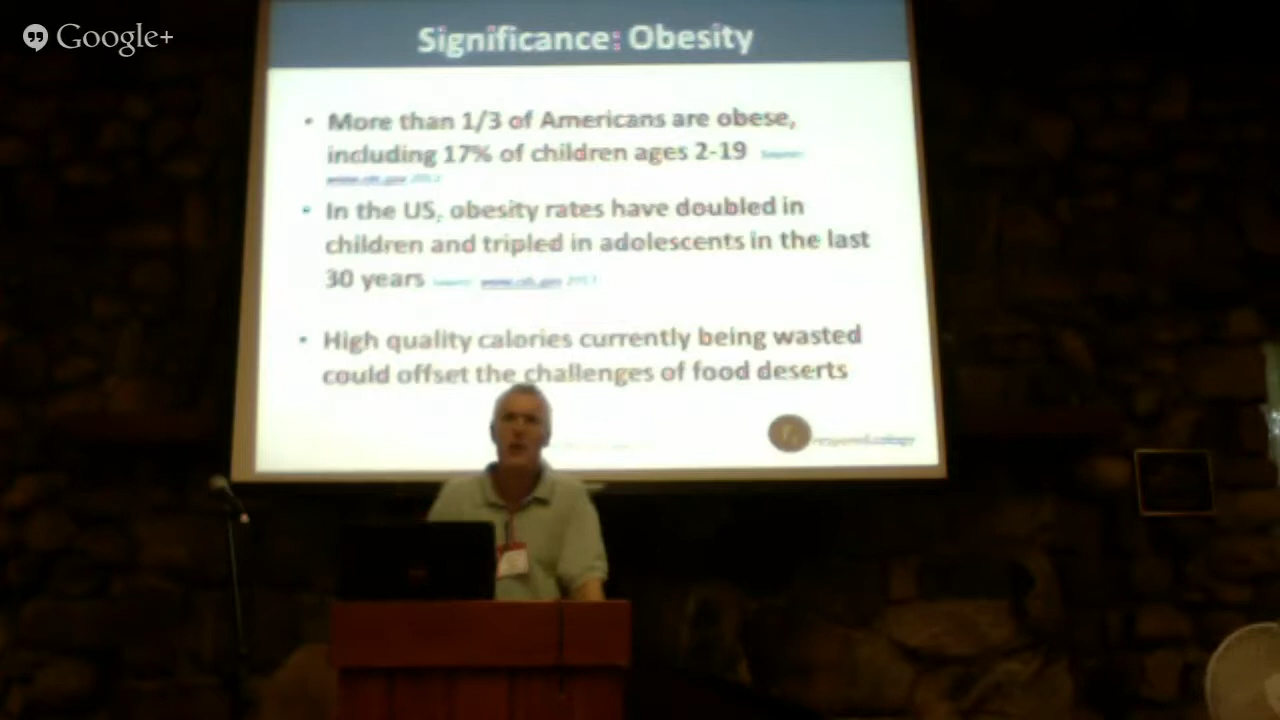 Google+
Significance: Obesity
• More than 1/3 of Americans are obese,
including 17% of children ages 2-19
• In the US, obesity rates have doubled in
children and tripled in adolescents in the last
30 years
• High quality calories currently being wasted
could offset the challenges of food deserts